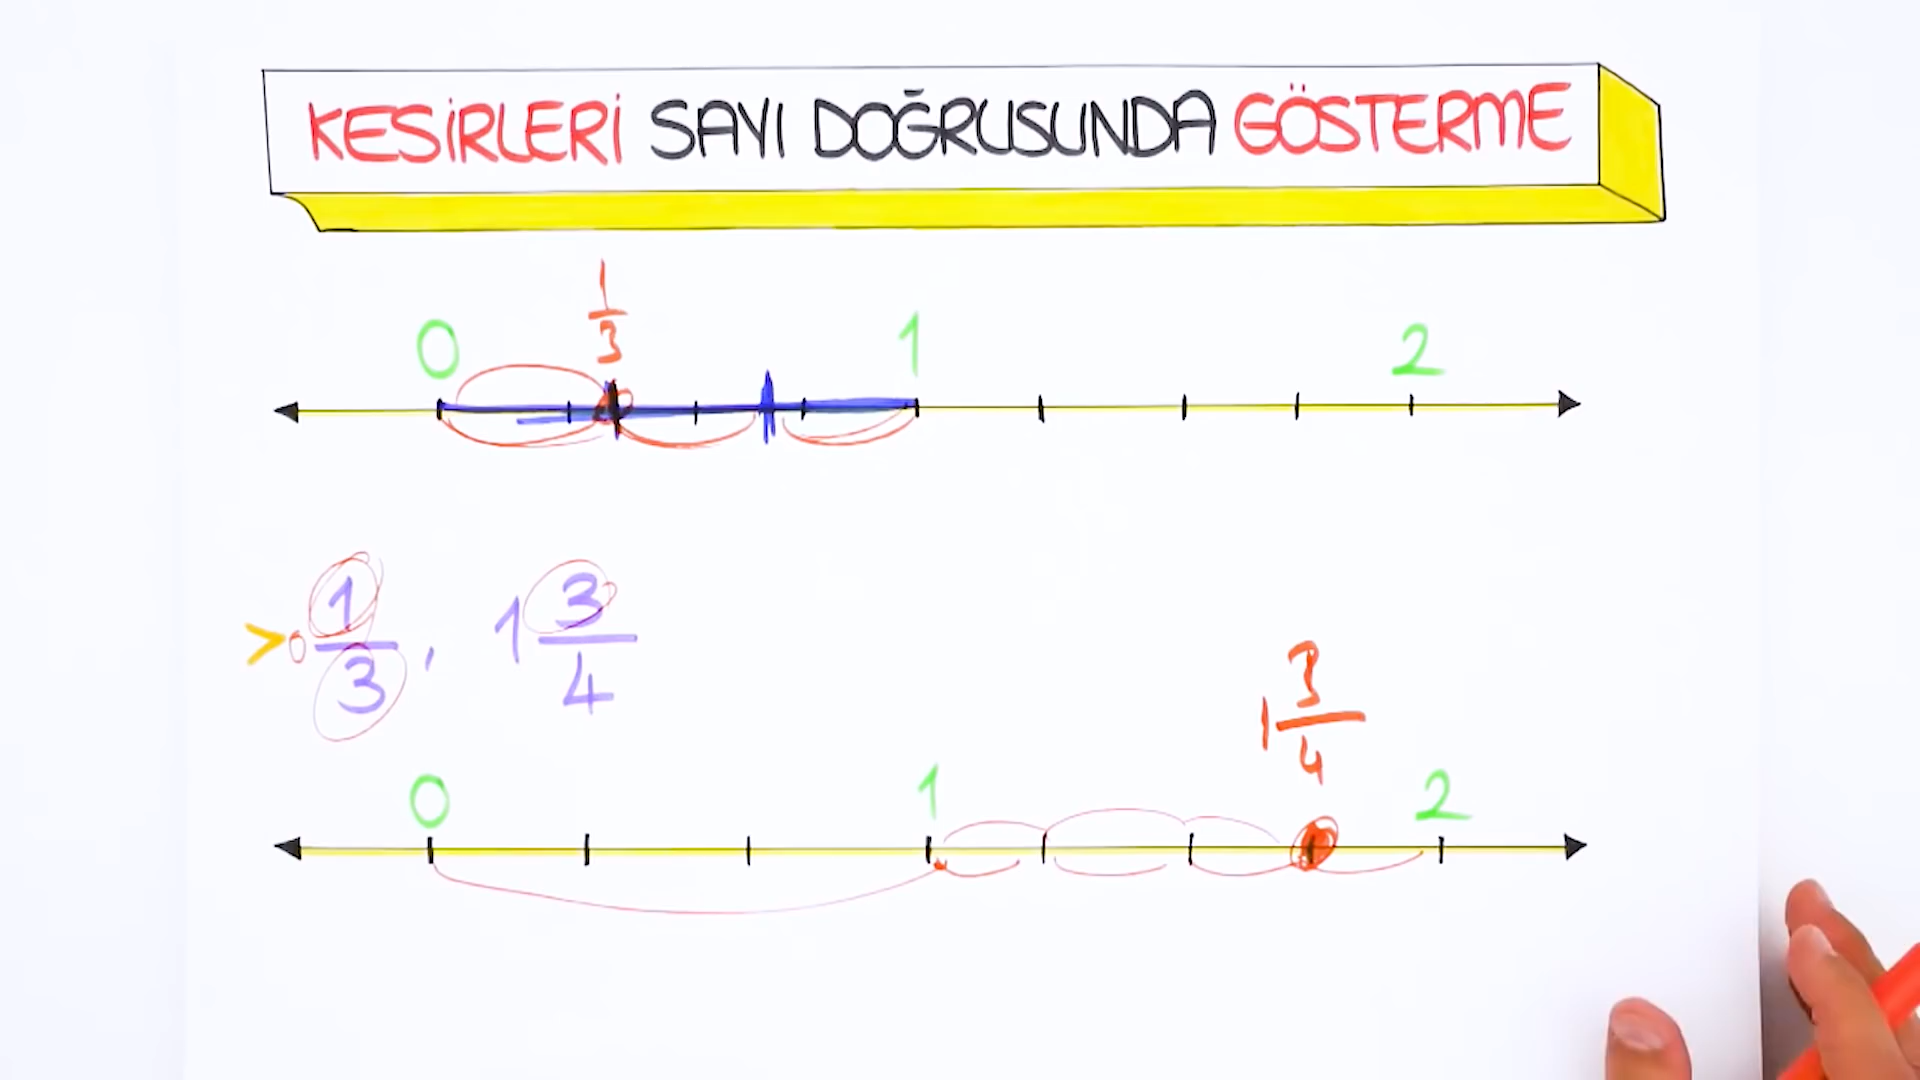 KESİRLERİ SAYI DOĞRUSUNDA GÖSTERME
1/3
0 1 2
> 0 1/3, 1 3/4
1 3/4
0 1 2